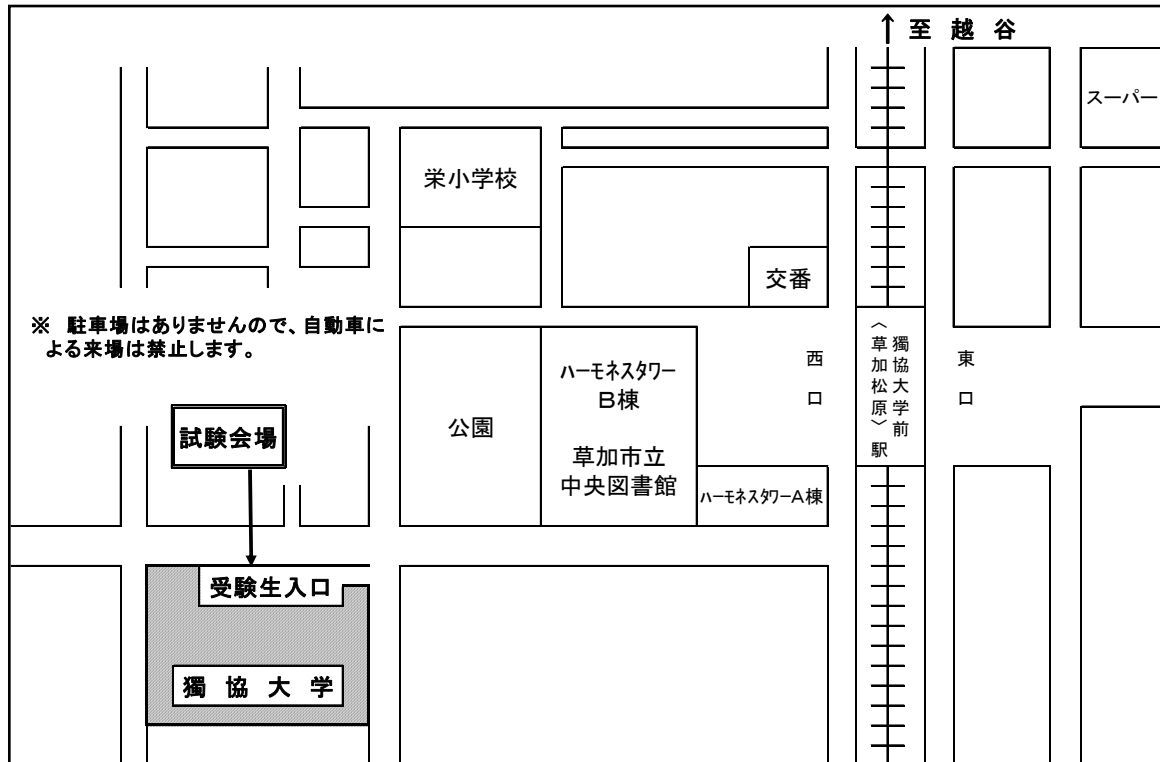 至 越 谷
スーパー
栄小学校
交番
※ 駐車場はありませんので、自動車に
よる来場は禁止します。
ハーモネスタワー
B棟
草加市立
中央図書館
公園
西口
獨協大学前
〈草加松原〉駅
東口
試験会場
ハーモネスタワーA棟
受験生入口
獨 協 大 学